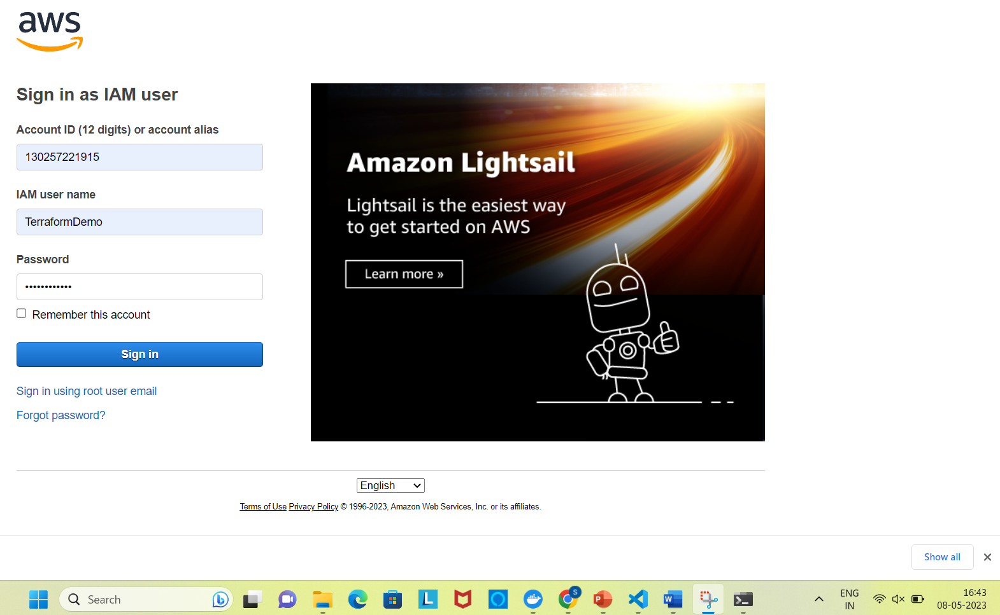 aws
Sign in as IAM user
Account ID (12 digits) or account alias
130257221915
IAM user name
TerraformDemo
Password
••••••••••••
Remember this account
Sign in
Sign in using root user email
Forgot password?
Amazon Lightsail
Lightsail is the easiest way
to get started on AWS
Learn more »
English
Terms of Use Privacy Policy © 1996-2023, Amazon Web Services, Inc. or its affiliates.
Show all
Search
L
S
P
W
ENG
IN
16:43
08-05-2023